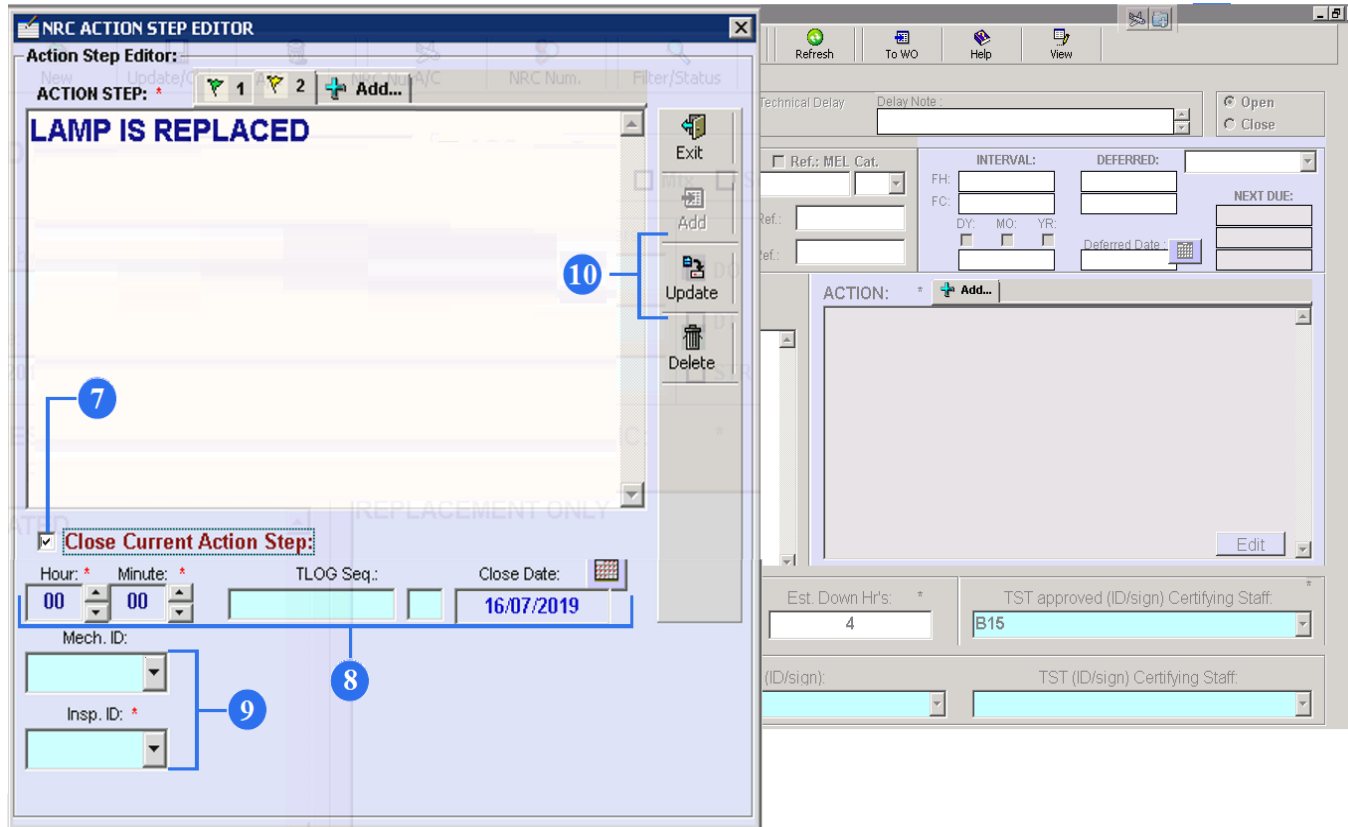 NRC ACTION STEP EDITOR
Action Step Editor:
New Update/C A NRC Num A/C NRC Num. Filter/Status
ACTION STEP: * 1 2 Add...
LAMP IS REPLACED
Exit
Add
Update
Delete
10
7
REPLACEMENT ONLY
Close Current Action Step:
Hour: * Minute: * TLOG Seq.: Close Date:
00 00 16/07/2019
Mech. ID:
8
Insp. ID: *
9
Refresh To WO Help View
Technical Delay Delay Note :
Open
Close
Ref.: MEL Cat. INTERVAL: DEFERRED:
FH:
FC:
NEXT DUE:
Ref.:
DY: MO: YR:
Deferred Date :
Ref.:
ACTION: * Add...
Edit
Est. Down Hr's: * TST approved (ID/sign) Certifying Staff: *
4 B15
(ID/sign): TST (ID/sign) Certifying Staff: